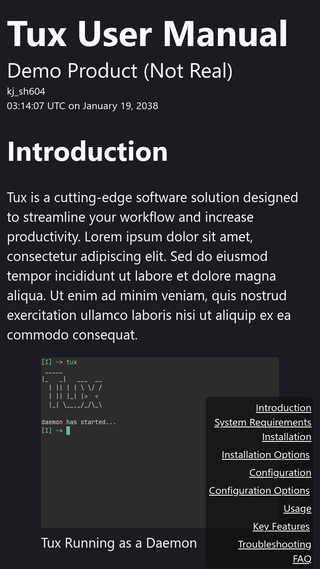 Tux User Manual
Demo Product (Not Real)
kj_sh604
03:14:07 UTC on January 19, 2038
Introduction
Tux is a cutting-edge software solution designed
to streamline your workflow and increase
productivity. Lorem ipsum dolor sit amet,
consectetur adipiscing elit. Sed do eiusmod
tempor incididunt ut labore et dolore magna
aliqua. Ut enim ad minim veniam, quis nostrud
exercitation ullamco laboris nisi ut aliquip ex ea
commodo consequat.
[I] ~> tux
daemon has started...
[I] ~>
Tux Running as a Daemon
Introduction
System Requirements
Installation
Installation Options
Configuration
Configuration Options
Usage
Key Features
Troubleshooting
FAQ